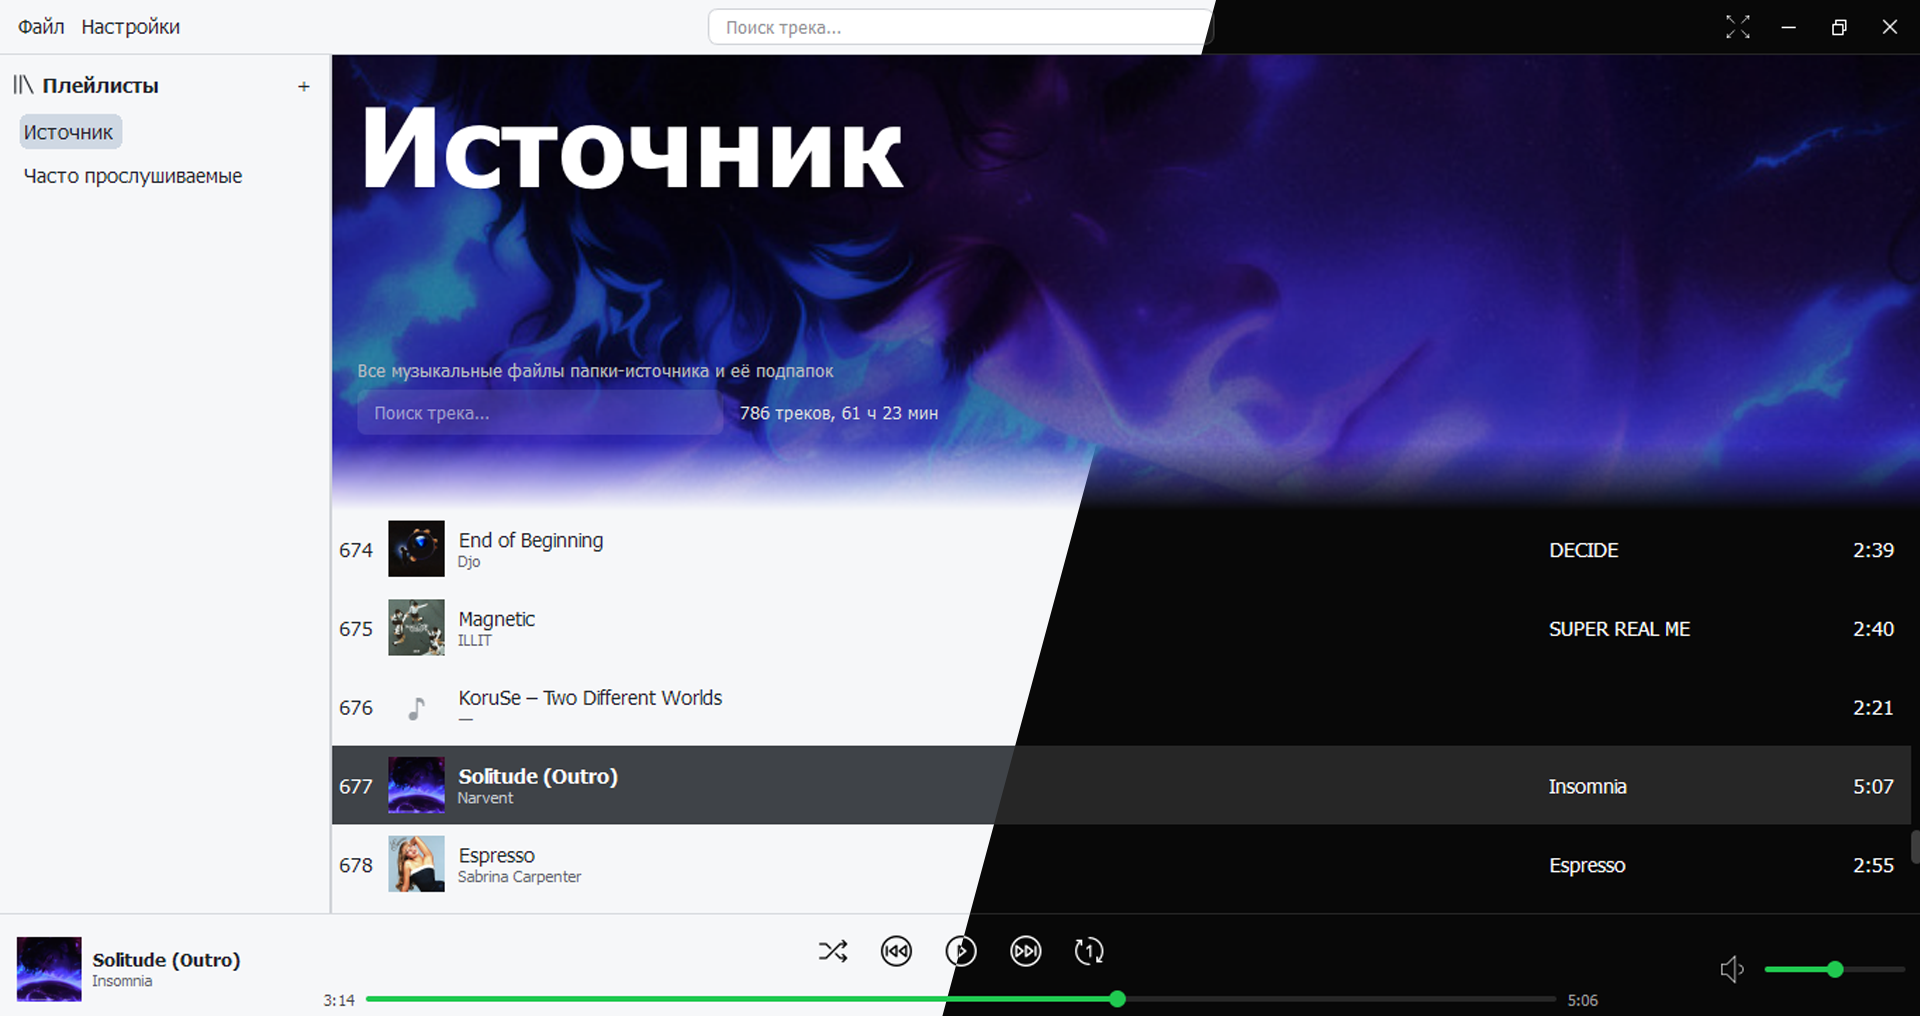 Файл Настройки
Поиск трека...
Плейлисты +
Источник
Часто прослушиваемые
Источник
Все музыкальные файлы папки-источника и её подпапок
Поиск трека... 786 треков, 61 ч 23 мин
674 End of Beginning DECIDE 2:39
Djo
675 Magnetic SUPER REAL ME 2:40
ILLIT
676 KoruSe – Two Different Worlds 2:21
—
677 Solitude (Outro) Insomnia 5:07
Narvent
678 Espresso Espresso 2:55
Sabrina Carpenter
Solitude (Outro)
Insomnia
1
3:14 5:06